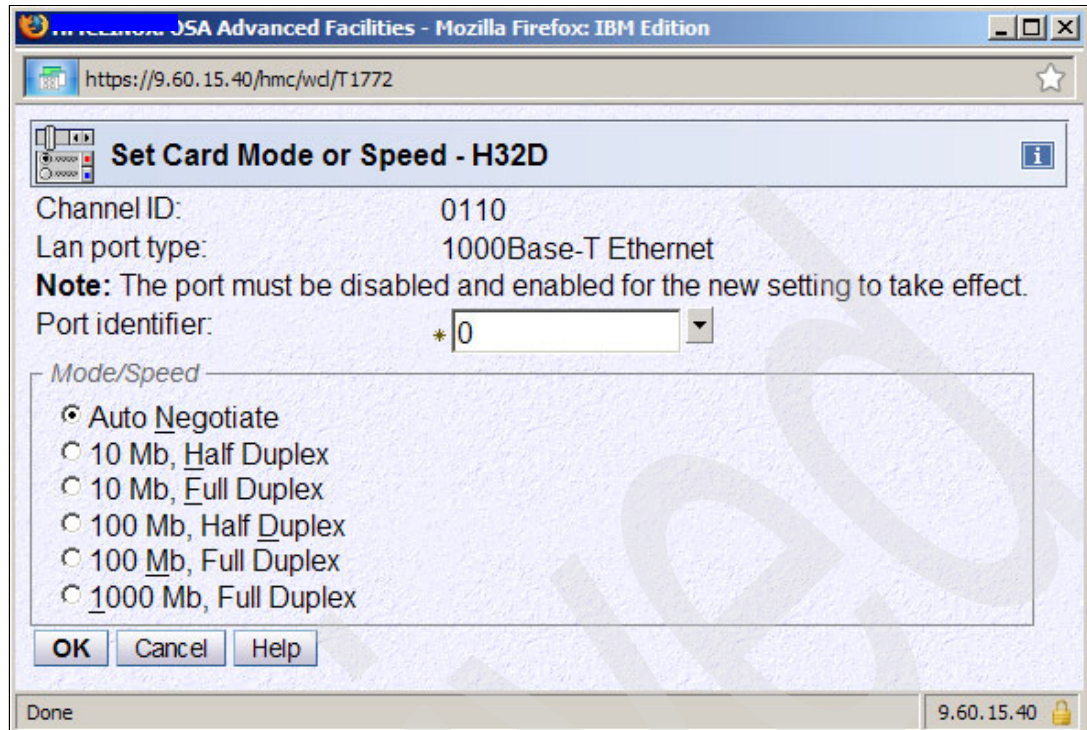 OSA Advanced Facilities - Mozilla Firefox: IBM Edition
https://9.60.15.40/hmc/wcl/T1772
Set Card Mode or Speed - H32D
i
Channel ID: 0110
Lan port type: 1000Base-T Ethernet
Note: The port must be disabled and enabled for the new setting to take effect.
Port identifier: * 0
Mode/Speed
Auto Negotiate
10 Mb, Half Duplex
10 Mb, Full Duplex
100 Mb, Half Duplex
100 Mb, Full Duplex
1000 Mb, Full Duplex
OK Cancel Help
Done 9.60.15.40